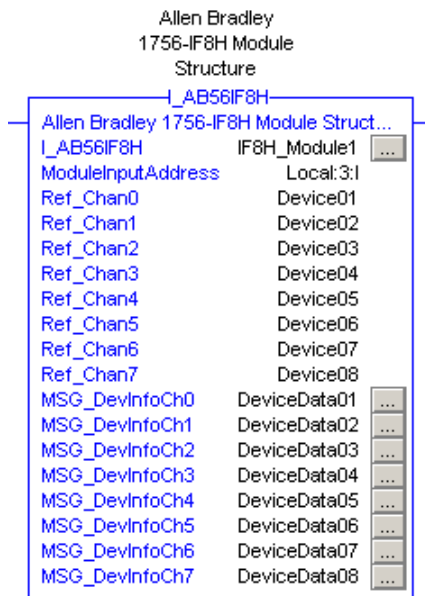 Allen Bradley
1756-IF8H Module
Structure
I_AB56IF8H
Allen Bradley 1756-IF8H Module Struct...
I_AB56IF8H IF8H_Module1 ...
ModuleInputAddress Local:3:I
Ref_Chan0 Device01
Ref_Chan1 Device02
Ref_Chan2 Device03
Ref_Chan3 Device04
Ref_Chan4 Device05
Ref_Chan5 Device06
Ref_Chan6 Device07
Ref_Chan7 Device08
MSG_DevInfoCh0 DeviceData01 ...
MSG_DevInfoCh1 DeviceData02 ...
MSG_DevInfoCh2 DeviceData03 ...
MSG_DevInfoCh3 DeviceData04 ...
MSG_DevInfoCh4 DeviceData05 ...
MSG_DevInfoCh5 DeviceData06 ...
MSG_DevInfoCh6 DeviceData07 ...
MSG_DevInfoCh7 DeviceData08 ...